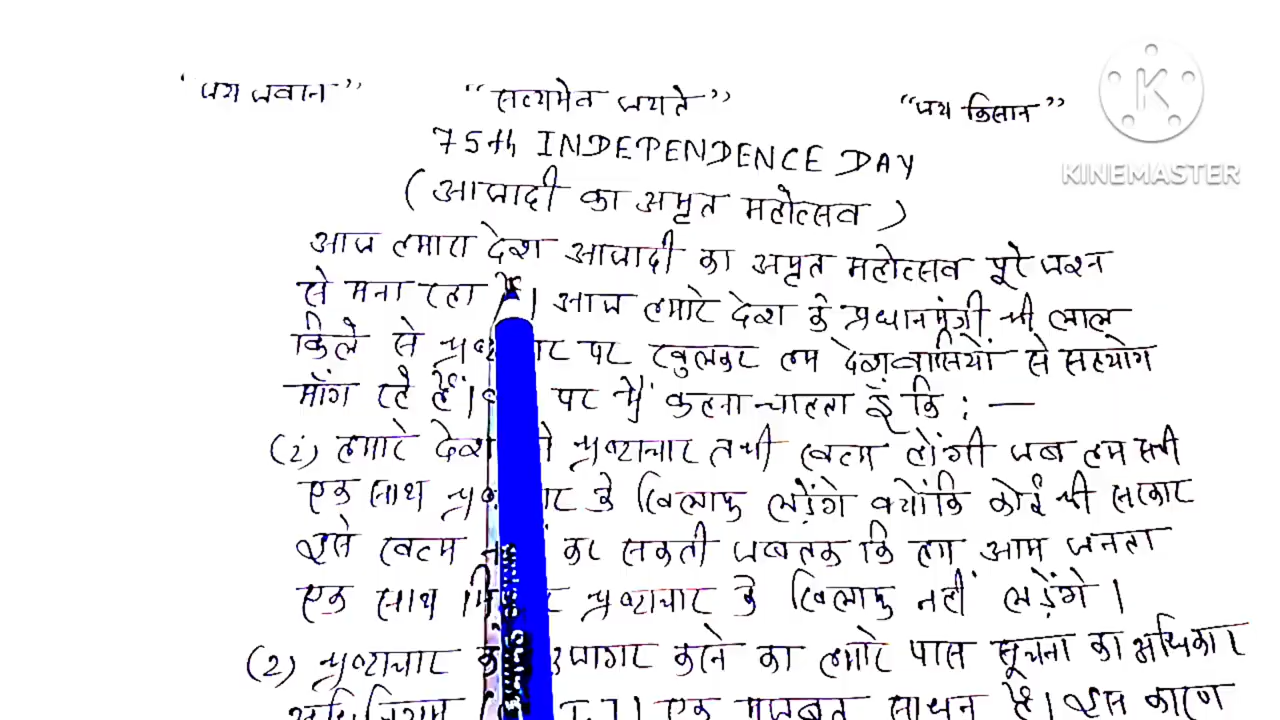 'जय जवान" "सत्यमेव जयते" "जय किसान"
KINEMASTER
75th INDEPENDENCE DAY
(आजादी का अमृत महोत्सव)
आज हमारा देश आजादी का अमृत महोत्सव पूरे जश्न
से मना रहा है। आज हमारे देश के प्रधानमंत्री भी लाल
किले से पर खुलकर हम देशवासियों से सहयोग
माँग रहे हैं। पर मैं कहना चाहता हूँ कि : —
(i) हमारे देश से भ्रष्टाचार तभी खत्म होंगी जब हम सभी
एक साथ के खिलाफ लड़ेंगे क्योंकि कोई भी सरकार
इसे खत्म कर सकती जबतक कि हम आम जनता
एक साथ भ्रष्टाचार के खिलाफ नहीं लड़ेंगे।
(2) भ्रष्टाचार उजागर करने का हमारे पास सूचना का अधिकार
अधिनियम एक मजबूत साधन है। इस कारण